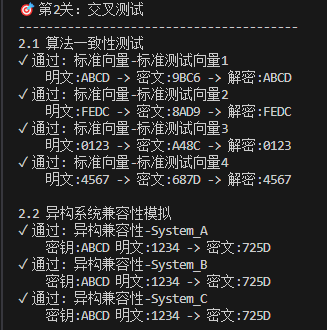 🎯 第2关: 交叉测试
----------------------------------------
2.1 算法一致性测试
✓ 通过: 标准向量-标准测试向量1
明文:ABCD -> 密文:9BC6 -> 解密:ABCD
✓ 通过: 标准向量-标准测试向量2
明文:FEDC -> 密文:8AD9 -> 解密:FEDC
✓ 通过: 标准向量-标准测试向量3
明文:0123 -> 密文:A48C -> 解密:0123
✓ 通过: 标准向量-标准测试向量4
明文:4567 -> 密文:687D -> 解密:4567
2.2 异构系统兼容性模拟
✓ 通过: 异构兼容性-System_A
密钥:ABCD 明文:1234 -> 密文:725D
✓ 通过: 异构兼容性-System_B
密钥:ABCD 明文:1234 -> 密文:725D
✓ 通过: 异构兼容性-System_C
密钥:ABCD 明文:1234 -> 密文:725D